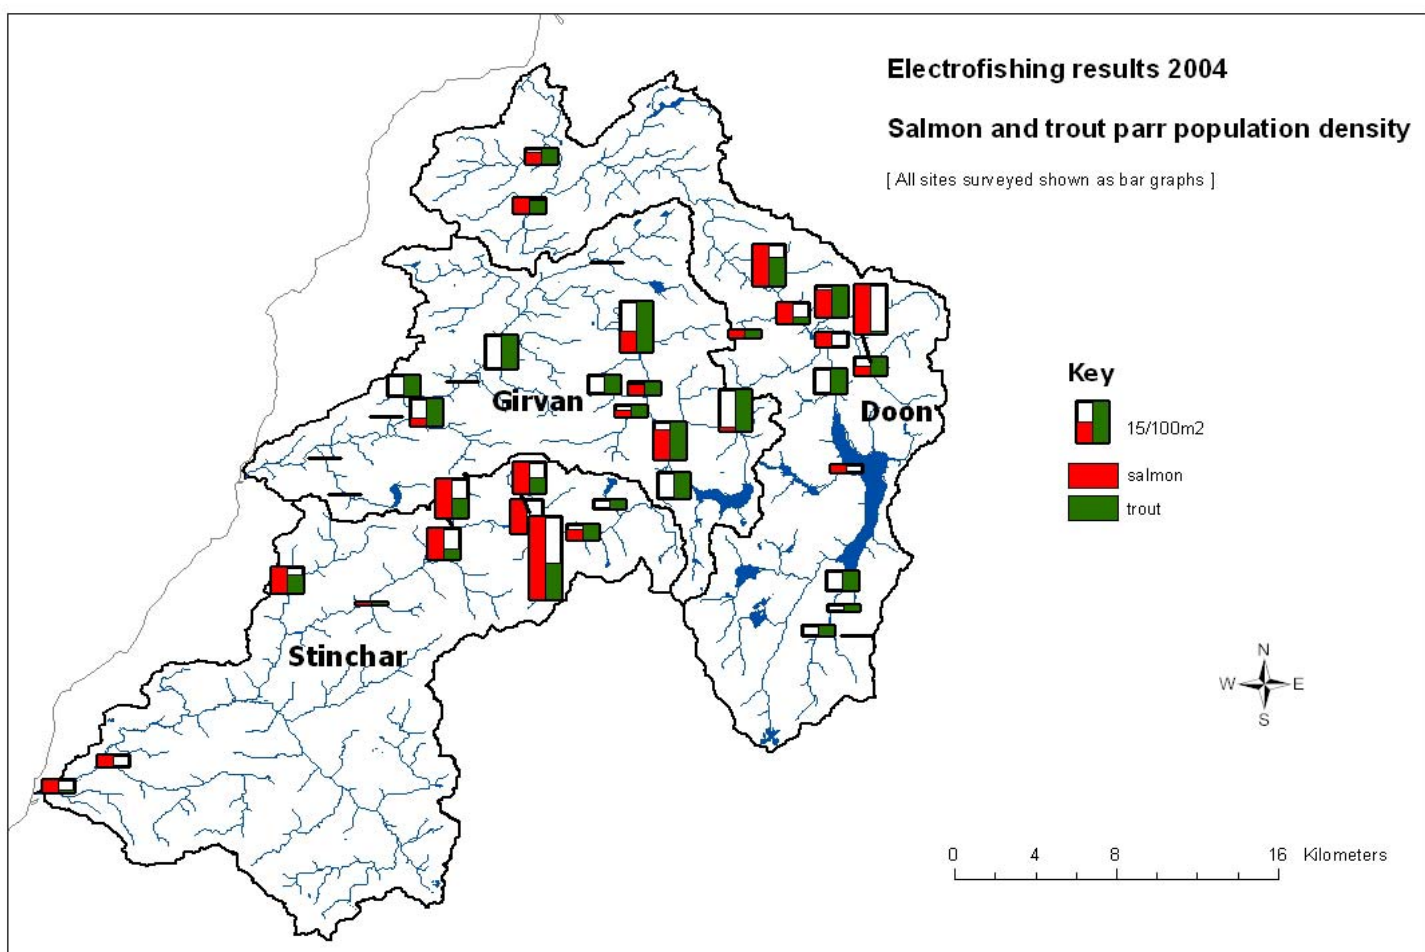 Electrofishing results 2004
Salmon and trout parr population density
[ All sites surveyed shown as bar graphs ]
Key
15/100m2
salmon
trout
Girvan
Doon
Stinchar
N
W E
S
0 4 8 16 Kilometers